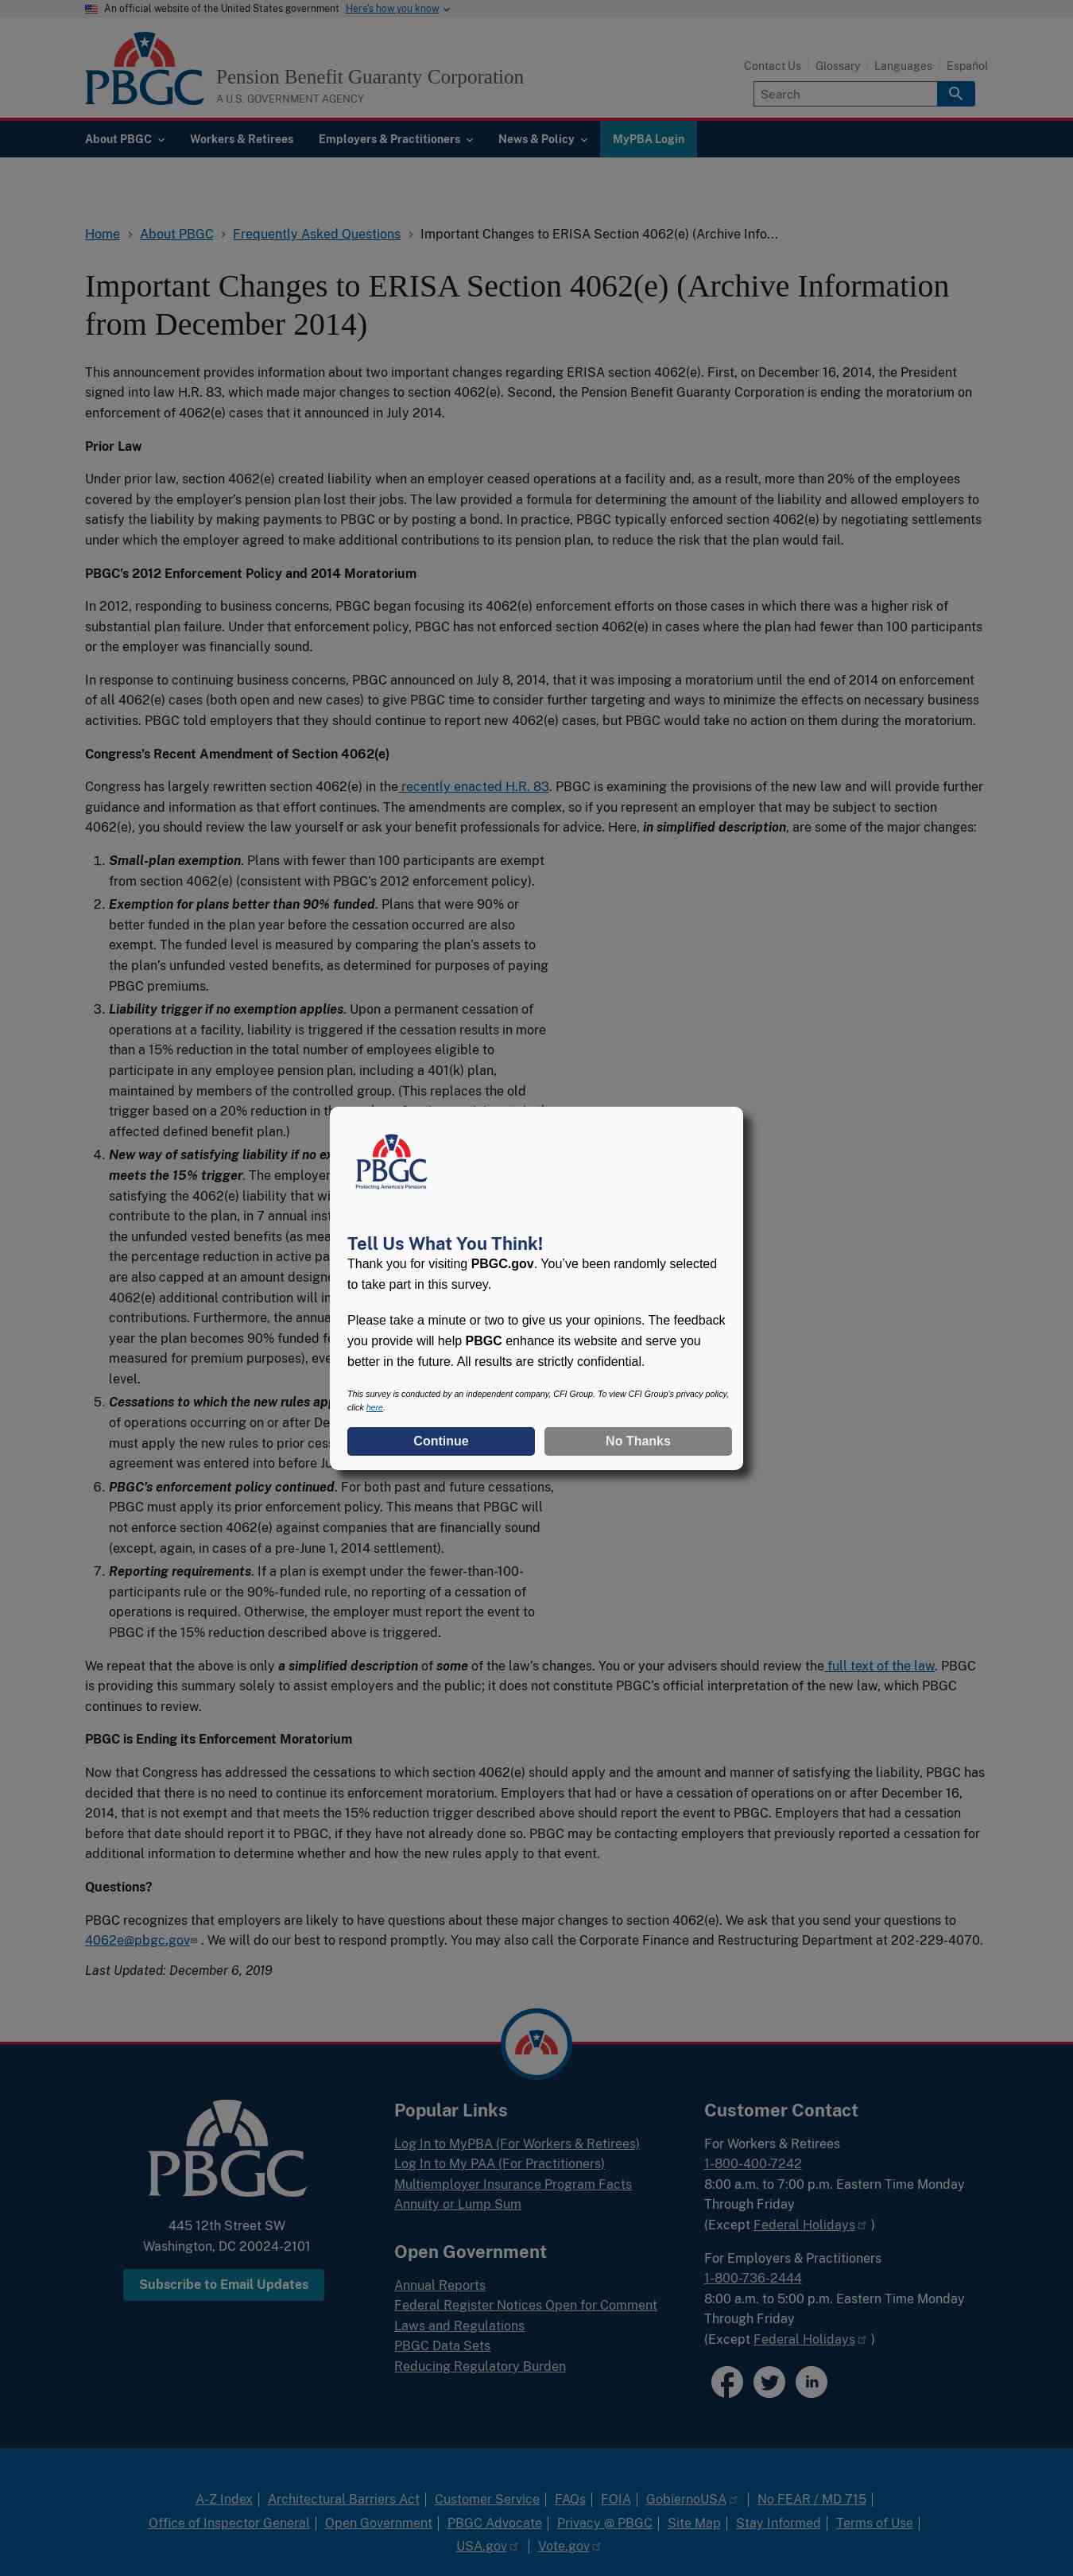 An official website of the United States government Here's how you know
PBGC
Pension Benefit Guaranty Corporation
A U.S. GOVERNMENT AGENCY
Contact Us
Glossary
Languages
Español
Search
About PBGC
Workers & Retirees
Employers & Practitioners
News & Policy
MyPBA Login
Home
About PBGC
Frequently Asked Questions
Important Changes to ERISA Section 4062(e) (Archive Info...
Important Changes to ERISA Section 4062(e) (Archive Information
from December 2014)
This announcement provides information about two important changes regarding ERISA section 4062(e). First, on December 16, 2014, the President
signed into law H.R. 83, which made major changes to section 4062(e). Second, the Pension Benefit Guaranty Corporation is ending the moratorium on
enforcement of 4062(e) cases that it announced in July 2014.
Prior Law
Under prior law, section 4062(e) created liability when an employer ceased operations at a facility and, as a result, more than 20% of the employees
covered by the employer's pension plan lost their jobs. The law provided a formula for determining the amount of the liability and allowed employers to
satisfy the liability by making payments to PBGC or by posting a bond. In practice, PBGC typically enforced section 4062(e) by negotiating settlements
under which the employer agreed to make additional contributions to its pension plan, to reduce the risk that the plan would fail.
PBGC's 2012 Enforcement Policy and 2014 Moratorium
In 2012, responding to business concerns, PBGC began focusing its 4062(e) enforcement efforts on those cases in which there was a higher risk of
substantial plan failure. Under that enforcement policy, PBGC has not enforced section 4062(e) in cases where the plan had fewer than 100 participants
or the employer was financially sound.
In response to continuing business concerns, PBGC announced on July 8, 2014, that it was imposing a moratorium until the end of 2014 on enforcement
of all 4062(e) cases (both open and new cases) to give PBGC time to consider further targeting and ways to minimize the effects on necessary business
activities. PBGC told employers that they should continue to report new 4062(e) cases, but PBGC would take no action on them during the moratorium.
Congress's Recent Amendment of Section 4062(e)
Congress has largely rewritten section 4062(e) in the recently enacted H.R. 83. PBGC is examining the provisions of the new law and will provide further
guidance and information as that effort continues. The amendments are complex, so if you represent an employer that may be subject to section
4062(e), you should review the law yourself or ask your benefit professionals for advice. Here, in simplified description, are some of the major changes:
1. Small-plan exemption. Plans with fewer than 100 participants are exempt
from section 4062(e) (consistent with PBGC's 2012 enforcement policy).
2. Exemption for plans better than 90% funded. Plans that were 90% or
better funded in the plan year before the cessation occurred are also
exempt. The funded level is measured by comparing the plan's assets to
the plan's unfunded vested benefits, as determined for purposes of paying
PBGC premiums.
3. Liability trigger if no exemption applies. Upon a permanent cessation of
operations at a facility, liability is triggered if the cessation results in more
than a 15% reduction in the total number of employees eligible to
participate in any employee pension plan, including a 401(k) plan,
maintained by members of the controlled group. (This replaces the old
trigger based on a 20% reduction in
affected defined benefit plan.)
4. New way of satisfying liability if no
meets the 15% trigger. The employer
satisfying the 4062(e) liability that
contribute to the plan, in 7 annual
the unfunded vested benefits (as
the percentage reduction in active
are also capped at an amount
4062(e) additional contribution will
contributions. Furthermore, the
year the plan becomes 90% funded
measured for premium purposes),
level.
5. Cessations to which the new rules
of operations occurring on or after
must apply the new rules to prior
agreement was entered into before
6. PBGC's enforcement policy continued. For both past and future cessations,
PBGC must apply its prior enforcement policy. This means that PBGC will
not enforce section 4062(e) against companies that are financially sound
(except, again, in cases of a pre-June 1, 2014 settlement).
7. Reporting requirements. If a plan is exempt under the fewer-than-100-
participants rule or the 90%-funded rule, no reporting of a cessation of
operations is required. Otherwise, the employer must report the event to
PBGC if the 15% reduction described above is triggered.
PBGC
Protecting America's Pensions
Tell Us What You Think!
Thank you for visiting PBGC.gov. You've been randomly selected
to take part in this survey.
Please take a minute or two to give us your opinions. The feedback
you provide will help PBGC enhance its website and serve you
better in the future. All results are strictly confidential.
This survey is conducted by an independent company, CFI Group. To view CFI Group's privacy policy,
click here.
Continue
No Thanks
We repeat that the above is only a simplified description of some of the law's changes. You or your advisers should review the full text of the law. PBGC
is providing this summary solely to assist employers and the public; it does not constitute PBGC's official interpretation of the new law, which PBGC
continues to review.
PBGC is Ending its Enforcement Moratorium
Now that Congress has addressed the cessations to which section 4062(e) should apply and the amount and manner of satisfying the liability, PBGC has
decided that there is no need to continue its enforcement moratorium. Employers that had or have a cessation of operations on or after December 16,
2014, that is not exempt and that meets the 15% reduction trigger described above should report the event to PBGC. Employers that had a cessation
before that date should report it to PBGC, if they have not already done so. PBGC may be contacting employers that previously reported a cessation for
additional information to determine whether and how the new rules apply to that event.
Questions?
PBGC recognizes that employers are likely to have questions about these major changes to section 4062(e). We ask that you send your questions to
4062e@pbgc.gov . We will do our best to respond promptly. You may also call the Corporate Finance and Restructuring Department at 202-229-4070.
Last Updated: December 6, 2019
PBGC
445 12th Street SW
Washington, DC 20024-2101
Subscribe to Email Updates
Popular Links
Log In to MyPBA (For Workers & Retirees)
Log In to My PAA (For Practitioners)
Multiemployer Insurance Program Facts
Annuity or Lump Sum
Open Government
Annual Reports
Federal Register Notices Open for Comment
Laws and Regulations
PBGC Data Sets
Reducing Regulatory Burden
Customer Contact
For Workers & Retirees
1-800-400-7242
8:00 a.m. to 7:00 p.m. Eastern Time Monday
Through Friday
(Except Federal Holidays )
For Employers & Practitioners
1-800-736-2444
8:00 a.m. to 5:00 p.m. Eastern Time Monday
Through Friday
(Except Federal Holidays )
in
A-Z Index | Architectural Barriers Act | Customer Service | FAQs | FOIA | GobiernoUSA | No FEAR / MD 715 |
Office of Inspector General | Open Government | PBGC Advocate | Privacy @ PBGC | Site Map | Stay Informed | Terms of Use |
USA.gov | Vote.gov